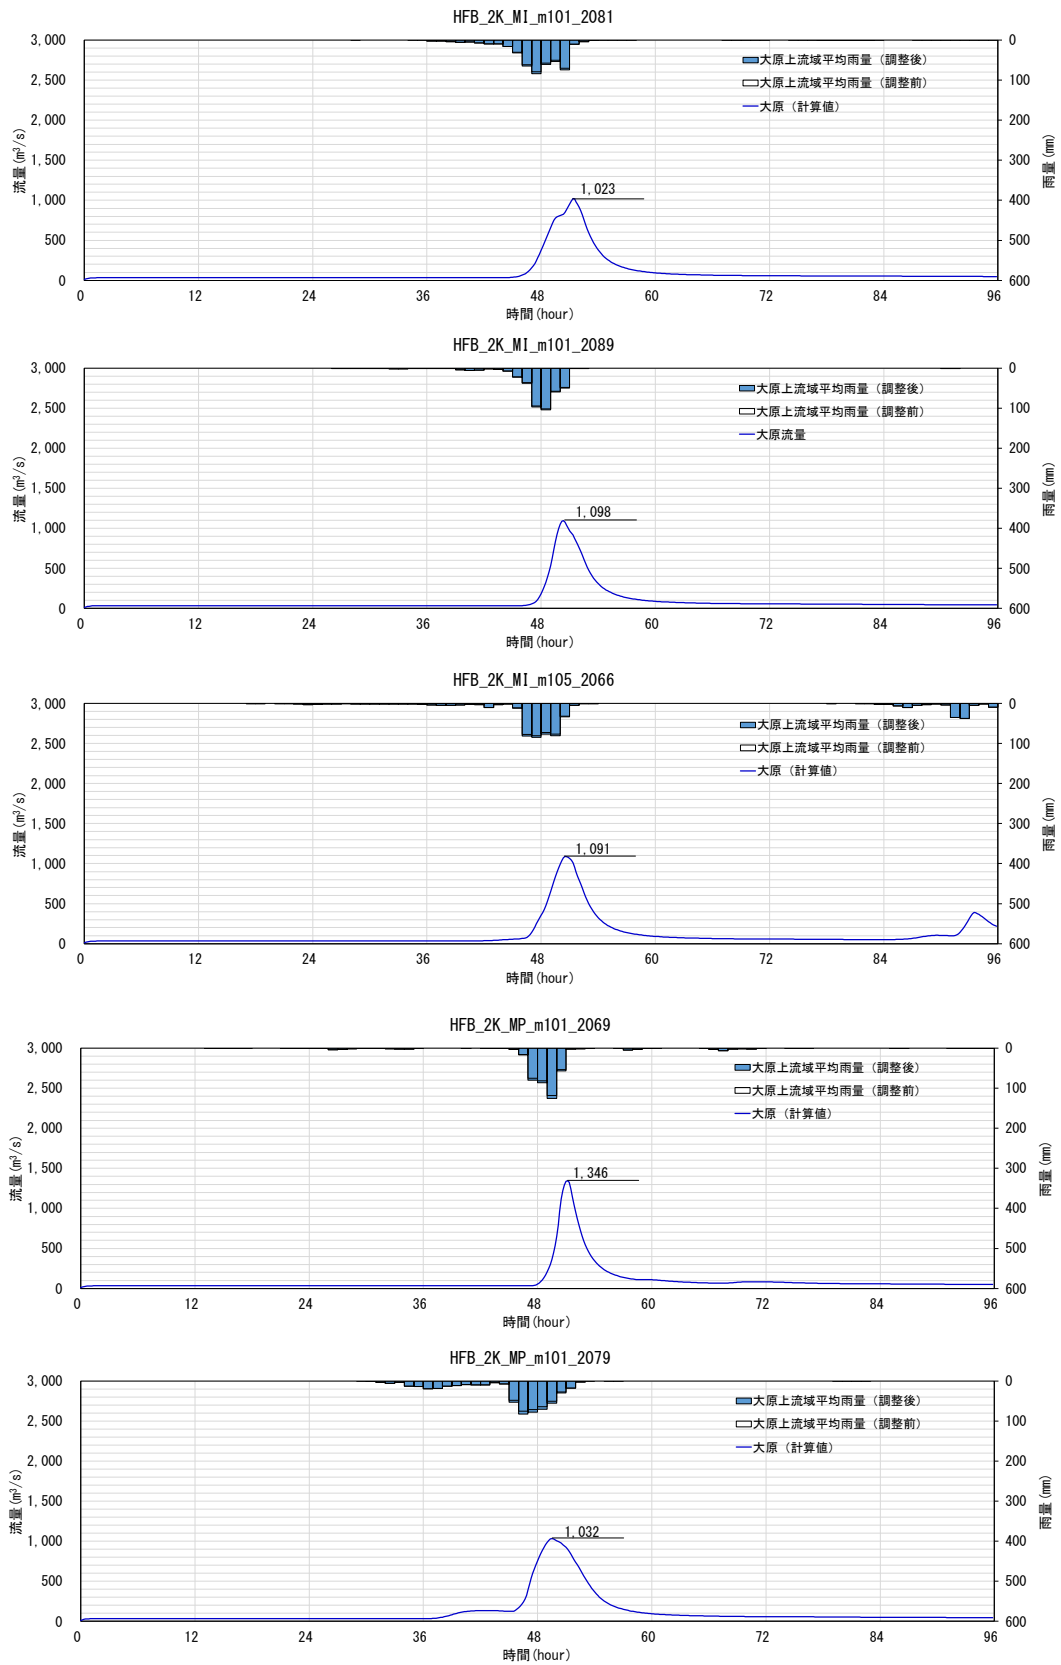 HFB_2K_MI_m101_2081
3,000
2,500
2,000
1,500
1,000
500
0
流量(m³/s)
0
100
200
300
400
500
600
雨量(mm)
大原上流域平均雨量（調整後）
大原上流域平均雨量（調整前）
大原（計算値）
1,023
0 12 24 36 48 60 72 84 96
時間(hour)
HFB_2K_MI_m101_2089
3,000
2,500
2,000
1,500
1,000
500
0
流量(m³/s)
0
100
200
300
400
500
600
雨量(mm)
大原上流域平均雨量（調整後）
大原上流域平均雨量（調整前）
大原流量
1,098
0 12 24 36 48 60 72 84 96
時間(hour)
HFB_2K_MI_m105_2066
3,000
2,500
2,000
1,500
1,000
500
0
流量(m³/s)
0
100
200
300
400
500
600
雨量(mm)
大原上流域平均雨量（調整後）
大原上流域平均雨量（調整前）
大原（計算値）
1,091
0 12 24 36 48 60 72 84 96
時間(hour)
HFB_2K_MP_m101_2069
3,000
2,500
2,000
1,500
1,000
500
0
流量(m³/s)
0
100
200
300
400
500
600
雨量(mm)
大原上流域平均雨量（調整後）
大原上流域平均雨量（調整前）
大原（計算値）
1,346
0 12 24 36 48 60 72 84 96
時間(hour)
HFB_2K_MP_m101_2079
3,000
2,500
2,000
1,500
1,000
500
0
流量(m³/s)
0
100
200
300
400
500
600
雨量(mm)
大原上流域平均雨量（調整後）
大原上流域平均雨量（調整前）
大原（計算値）
1,032
0 12 24 36 48 60 72 84 96
時間(hour)